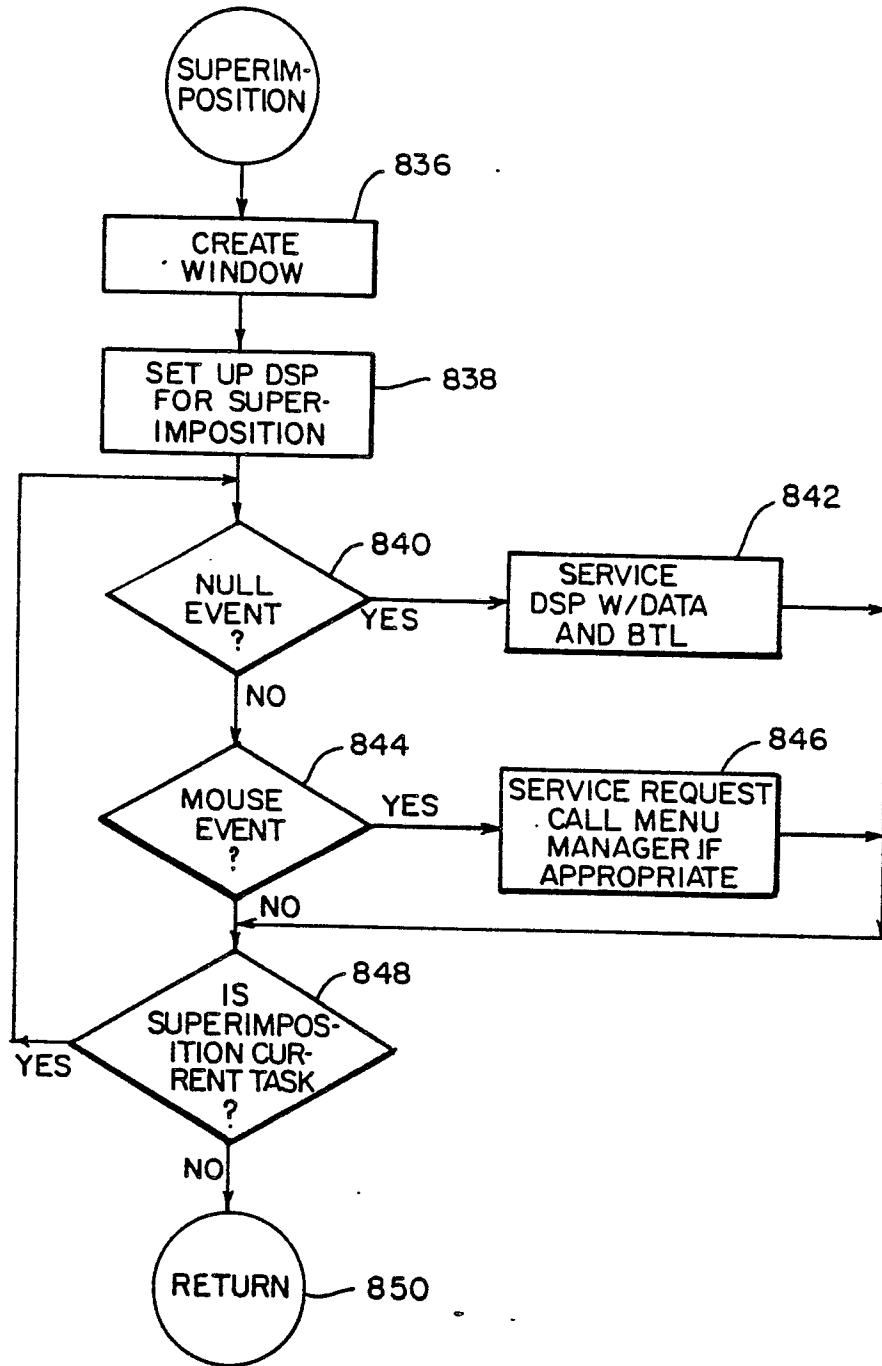 SUPERIM-
POSITION
836
CREATE
WINDOW
SET UP DSP
FOR SUPER-
IMPOSITION
838
840
NULL
EVENT
?
YES
842
SERVICE
DSP W/DATA
AND BTL
NO
844
MOUSE
EVENT
?
YES
846
SERVICE REQUEST
CALL MENU
MANAGER IF
APPROPRIATE
NO
848
IS
SUPERIMPOS-
ITION CUR-
RENT TASK
?
YES
NO
RETURN
850